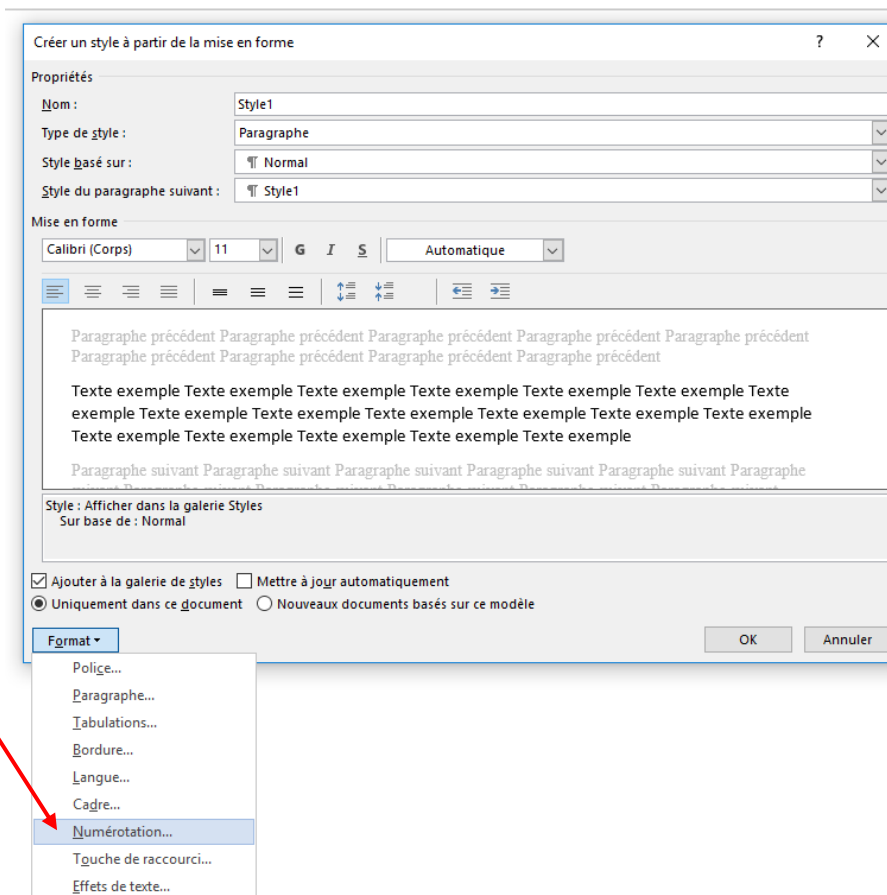 Créer un style à partir de la mise en forme ? ×
Propriétés
Nom : Style1
Type de style : Paragraphe
Style basé sur : ¶ Normal
Style du paragraphe suivant : ¶ Style1
Mise en forme
Calibri (Corps) 11 G I S Automatique
Paragraphe précédent Paragraphe précédent Paragraphe précédent Paragraphe précédent Paragraphe précédent
Paragraphe précédent Paragraphe précédent Paragraphe précédent Paragraphe précédent
Texte exemple Texte exemple Texte exemple Texte exemple Texte exemple Texte exemple Texte
exemple Texte exemple Texte exemple Texte exemple Texte exemple Texte exemple Texte exemple
Texte exemple Texte exemple Texte exemple Texte exemple Texte exemple
Paragraphe suivant Paragraphe suivant Paragraphe suivant Paragraphe suivant Paragraphe suivant Paragraphe
Style : Afficher dans la galerie Styles
Sur base de : Normal
Ajouter à la galerie de styles Mettre à jour automatiquement
Uniquement dans ce document Nouveaux documents basés sur ce modèle
Format OK Annuler
Police...
Paragraphe...
Tabulations...
Bordure...
Langue...
Cadre...
Numérotation...
Touche de raccourci...
Effets de texte...